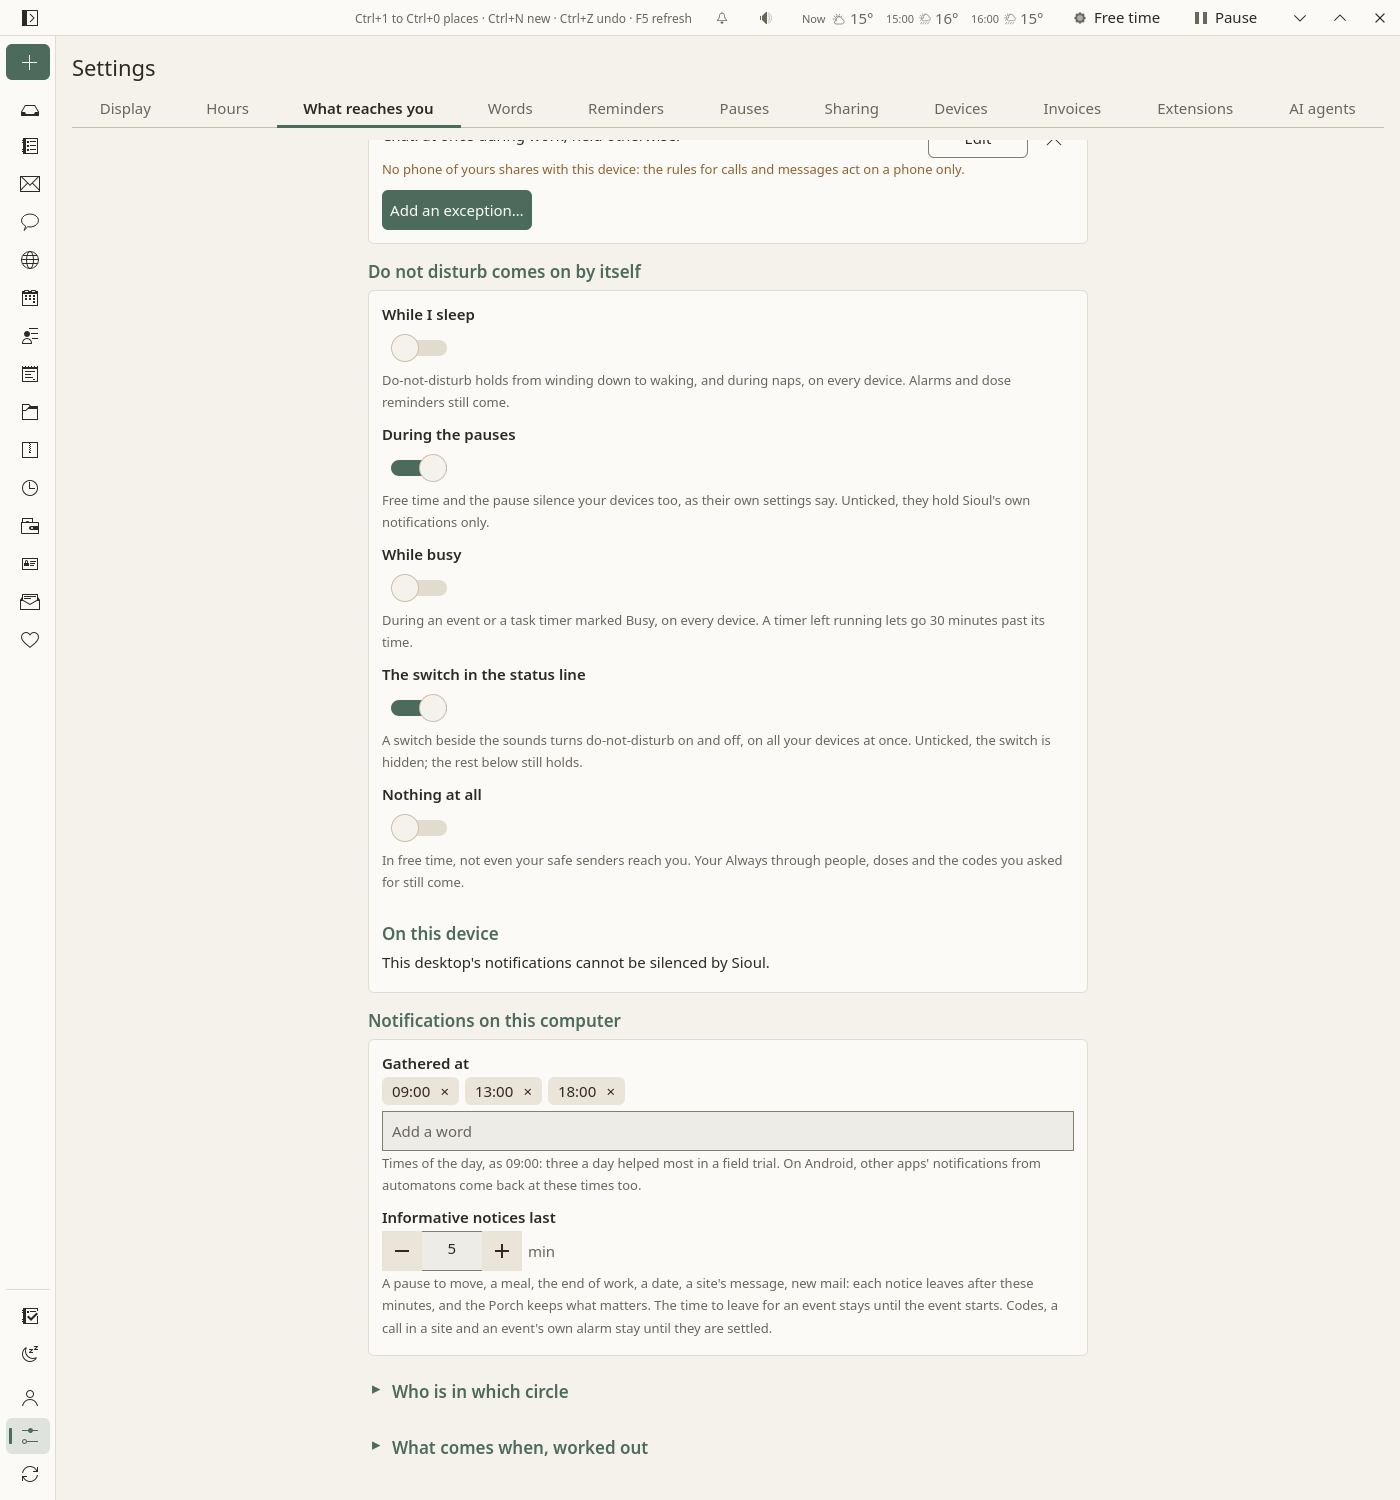 Ctrl+1 to Ctrl+0 places · Ctrl+N new · Ctrl+Z undo · F5 refresh
Now 15° 15:00 16° 16:00 15°
Free time
Pause
Settings
Display Hours What reaches you Words Reminders Pauses Sharing Devices Invoices Extensions AI agents
Edit
No phone of yours shares with this device: the rules for calls and messages act on a phone only.
Add an exception…
Do not disturb comes on by itself
While I sleep
Do-not-disturb holds from winding down to waking, and during naps, on every device. Alarms and dose
reminders still come.
During the pauses
Free time and the pause silence your devices too, as their own settings say. Unticked, they hold Sioul's own
notifications only.
While busy
During an event or a task timer marked Busy, on every device. A timer left running lets go 30 minutes past its
time.
The switch in the status line
A switch beside the sounds turns do-not-disturb on and off, on all your devices at once. Unticked, the switch is
hidden; the rest below still holds.
Nothing at all
In free time, not even your safe senders reach you. Your Always through people, doses and the codes you asked
for still come.
On this device
This desktop's notifications cannot be silenced by Sioul.
Notifications on this computer
Gathered at
09:00 × 13:00 × 18:00 ×
Add a word
Times of the day, as 09:00: three a day helped most in a field trial. On Android, other apps' notifications from
automatons come back at these times too.
Informative notices last
5 min
A pause to move, a meal, the end of work, a date, a site's message, new mail: each notice leaves after these
minutes, and the Porch keeps what matters. The time to leave for an event stays until the event starts. Codes, a
call in a site and an event's own alarm stay until they are settled.
Who is in which circle
What comes when, worked out